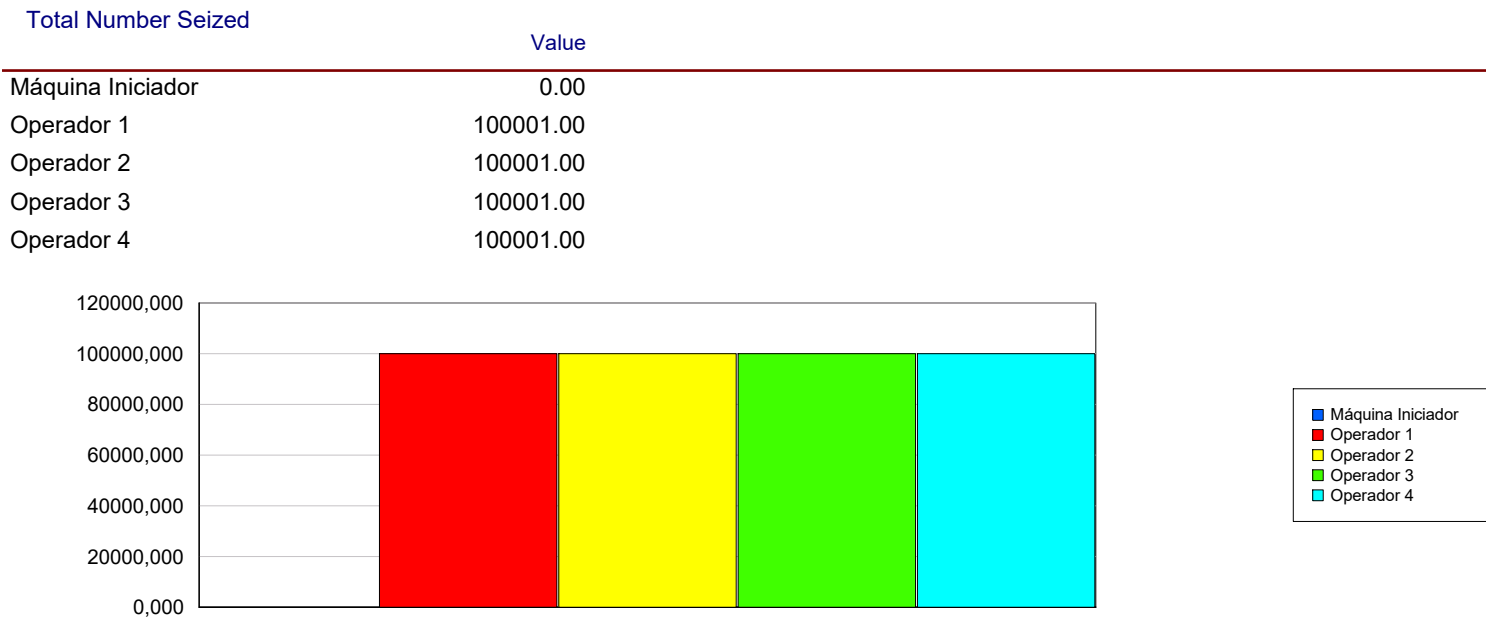 Total Number Seized
Value
Máquina Iniciador 0.00
Operador 1 100001.00
Operador 2 100001.00
Operador 3 100001.00
Operador 4 100001.00
120000,000
100000,000
80000,000
60000,000
40000,000
20000,000
0,000
Máquina Iniciador
Operador 1
Operador 2
Operador 3
Operador 4